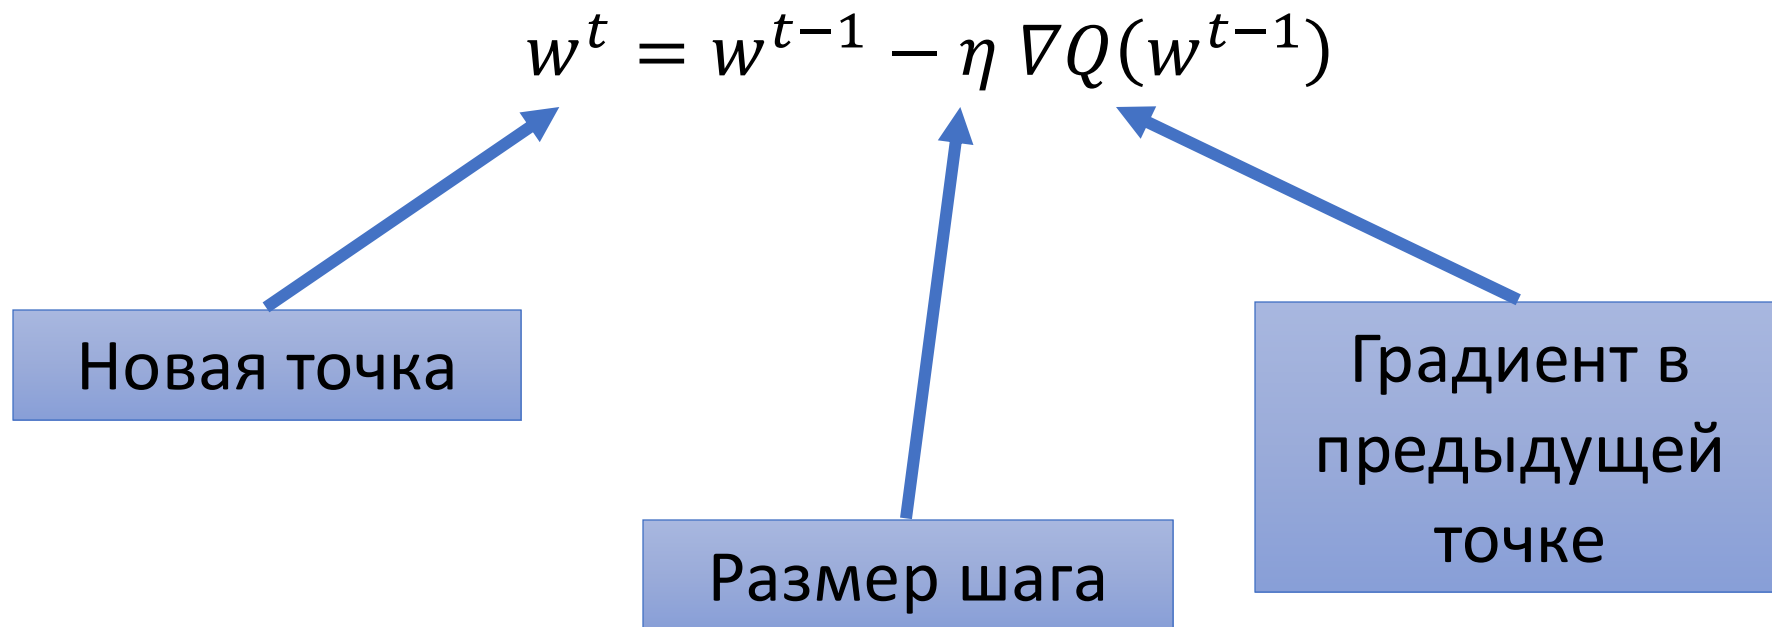 w^t = w^{t-1} − η ∇Q(w^{t-1})
Новая точка
Размер шага
Градиент в
предыдущей
точке